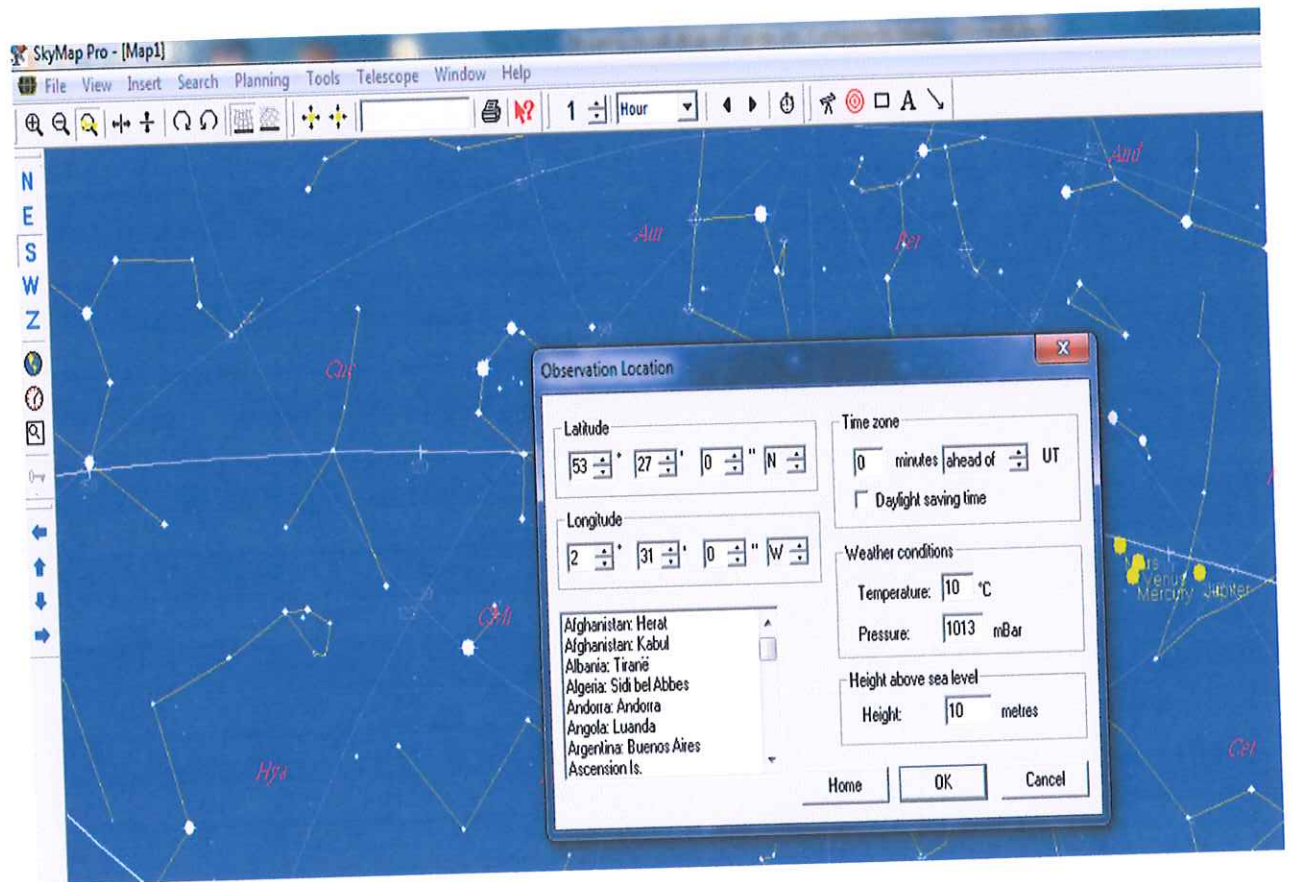 SkyMap Pro - [Map1]
File View Insert Search Planning Tools Telescope Window Help
1 Hour A
N
E
S
W
Z
And
Aur
Per
Cnc
CMi
Hya
Cet
Mars
Venus
Mercury Jupiter
Observation Location
X
Latitude
53 ° 27 ' 0 " N
Longitude
2 ° 31 ' 0 " W
Afghanistan: Herat
Afghanistan: Kabul
Albania: Tiranë
Algeria: Sidi bel Abbes
Andorra: Andorra
Angola: Luanda
Argentina: Buenos Aires
Ascension Is.
Time zone
0 minutes ahead of UT
Daylight saving time
Weather conditions
Temperature: 10 °C
Pressure: 1013 mBar
Height above sea level
Height: 10 metres
Home OK Cancel